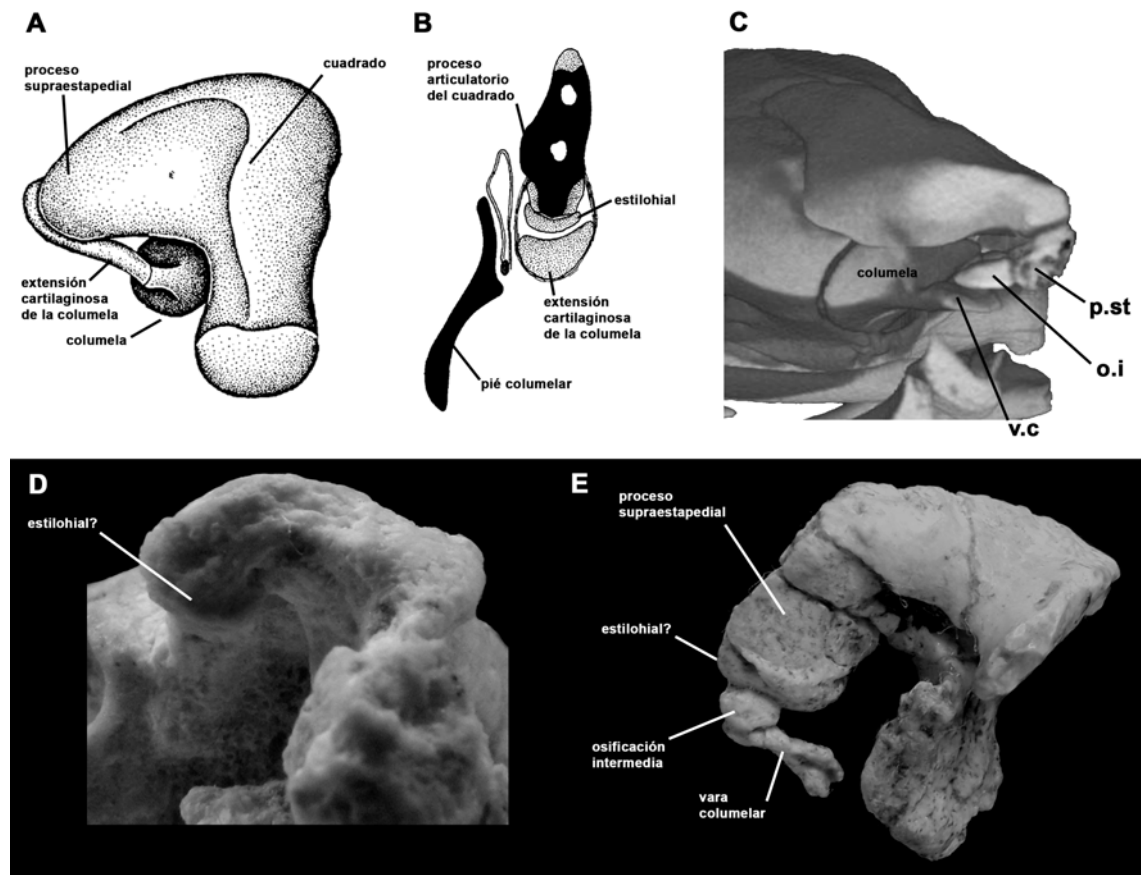 A
proceso
supraestapedial
cuadrado
extensión
cartilaginosa
de la columela
columela
B
proceso
articulatorio
del cuadrado
estilohial
extensión
cartilaginosa
de la columela
pié columelar
C
columela
p.st
o.i
v.c
D
estilohial?
E
proceso
supraestapedial
estilohial?
osificación
intermedia
vara
columelar